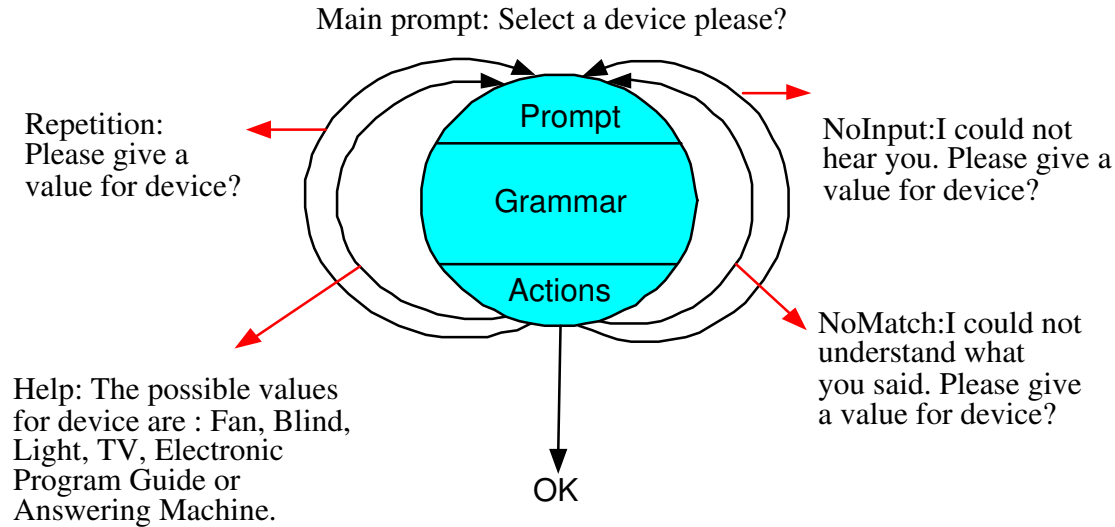 Main prompt: Select a device please?
Repetition:
Please give a
value for device?
Prompt
Grammar
Actions
NoInput:I could not
hear you. Please give a
value for device?
Help: The possible values
for device are : Fan, Blind,
Light, TV, Electronic
Program Guide or
Answering Machine.
NoMatch:I could not
understand what
you said. Please give
a value for device?
OK